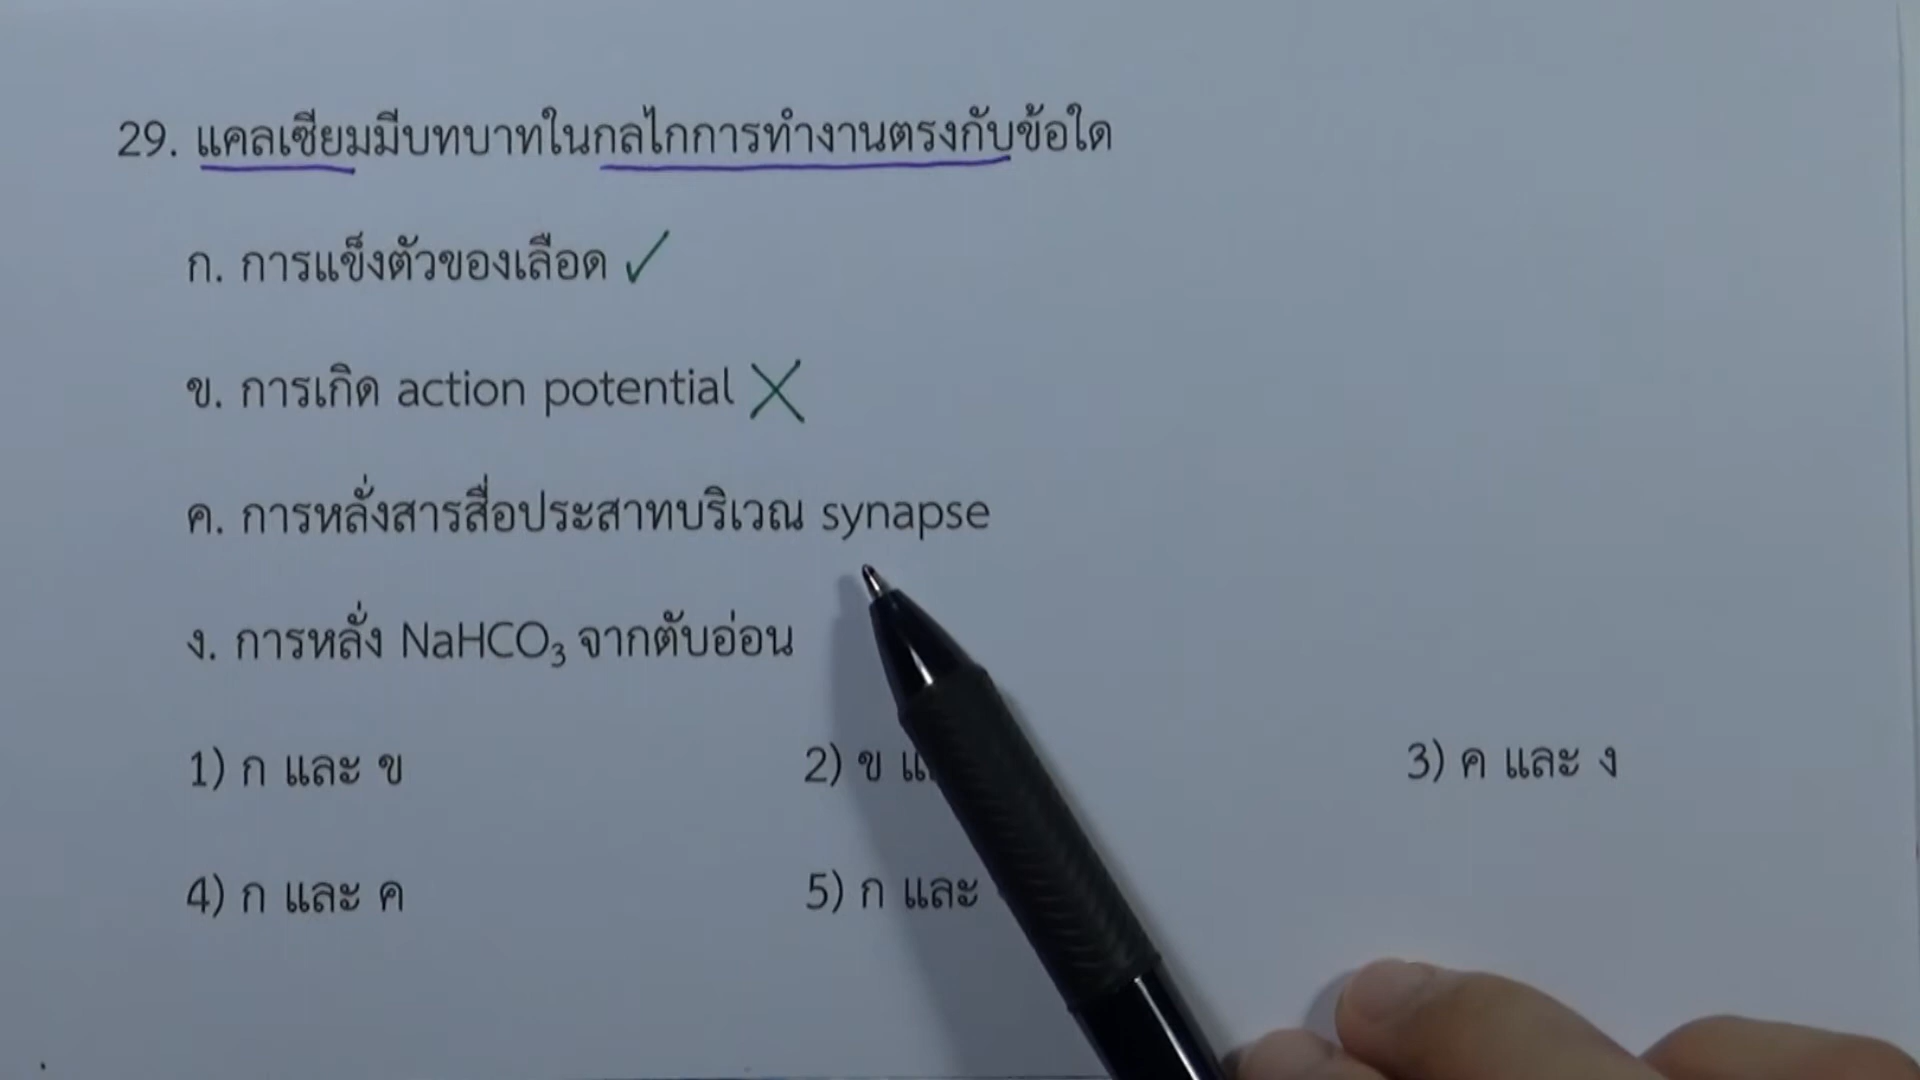 29. แคลเซียมมีบทบาทในกลไกการทำงานตรงกับข้อใด
ก. การแข็งตัวของเลือด ✓
ข. การเกิด action potential ✗
ค. การหลั่งสารสื่อประสาทบริเวณ synapse
ง. การหลั่ง NaHCO₃ จากตับอ่อน
1) ก และ ข
2) ข
3) ค และ ง
4) ก และ ค
5) ก และ